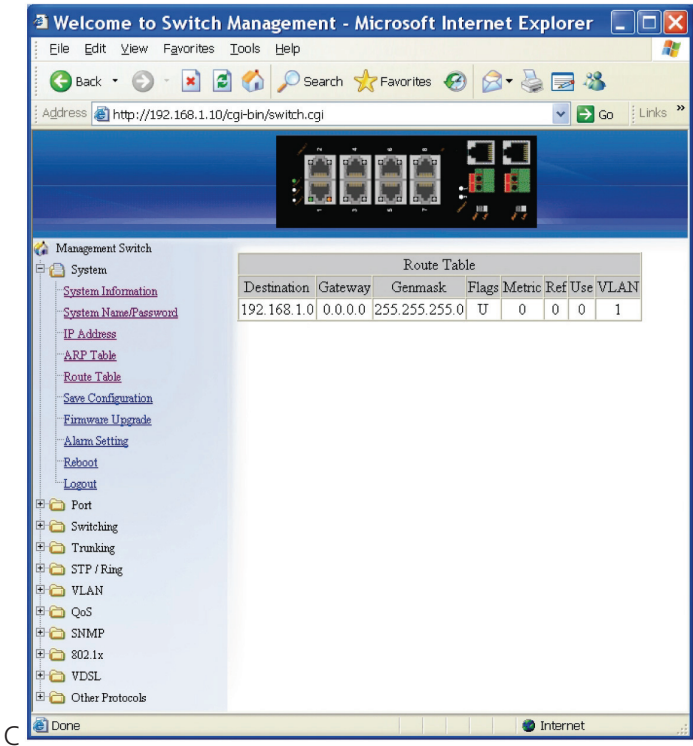 Welcome to Switch Management - Microsoft Internet Explorer
File Edit View Favorites Tools Help
Back Search Favorites
Address http://192.168.1.10/cgi-bin/switch.cgi Go Links »
Management Switch
System
System Information
System Name/Password
IP Address
ARP Table
Route Table
Save Configuration
Firmware Upgrade
Alarm Setting
Reboot
Logout
Port
Switching
Trunking
STP / Ring
VLAN
QoS
SNMP
802.1x
VDSL
Other Protocols
Route Table
Destination Gateway Genmask Flags Metric Ref Use VLAN
192.168.1.0 0.0.0.0 255.255.255.0 U 0 0 0 1
C
Done Internet